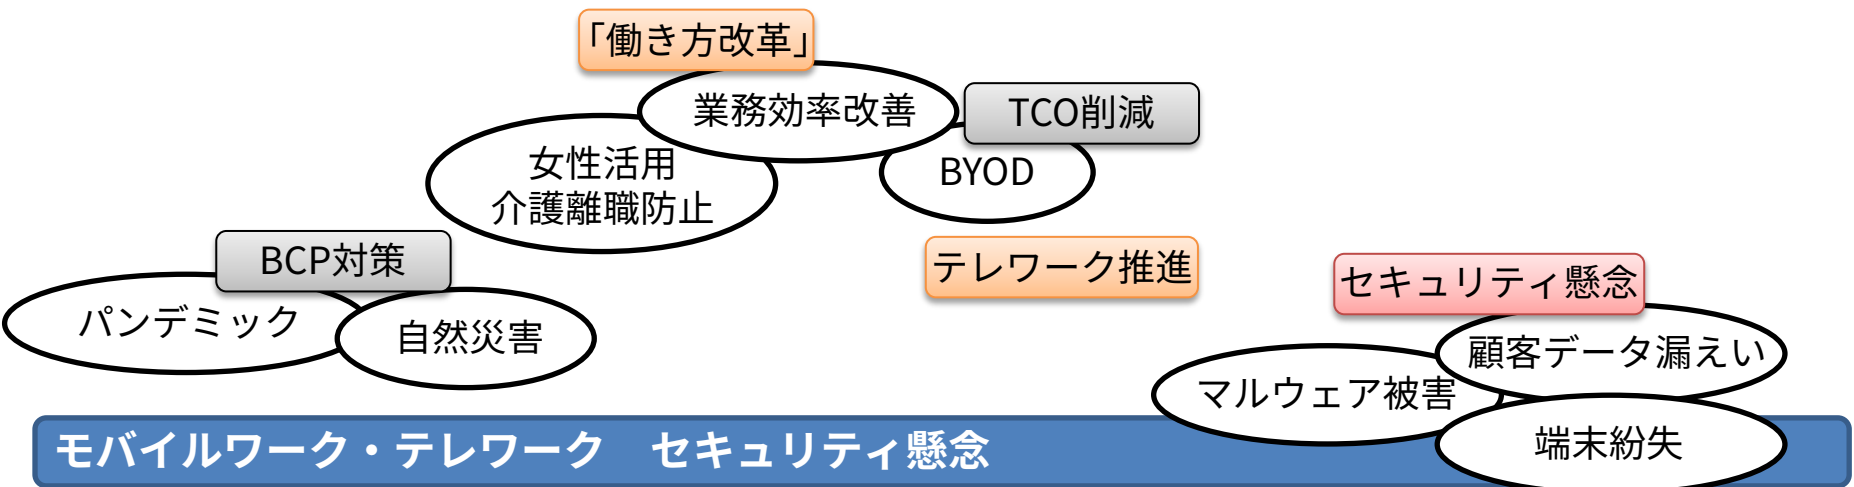 「働き方改革」
業務効率改善
TCO削減
女性活用
介護離職防止
BYOD
BCP対策
テレワーク推進
セキュリティ懸念
パンデミック
自然災害
顧客データ漏えい
マルウェア被害
モバイルワーク・テレワーク　セキュリティ懸念
端末紛失